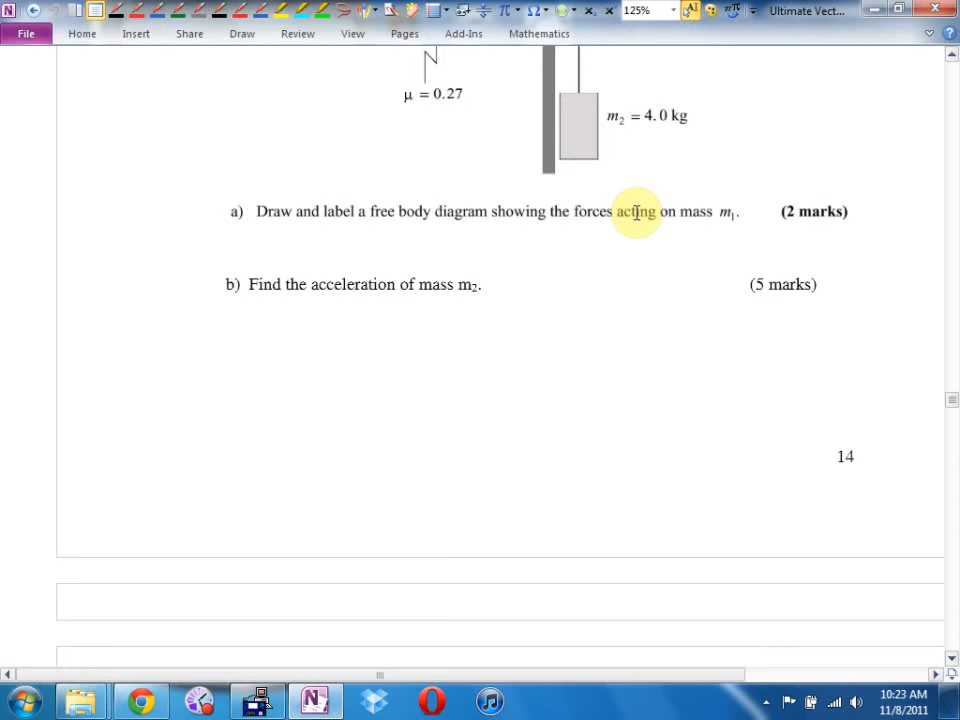 125%
Ultimate Vect...
File Home Insert Share Draw Review View Pages Add-Ins Mathematics
μ = 0.27
m₂ = 4.0 kg
a) Draw and label a free body diagram showing the forces acting on mass m₁. (2 marks)
b) Find the acceleration of mass m₂. (5 marks)
14
10:23 AM
11/8/2011